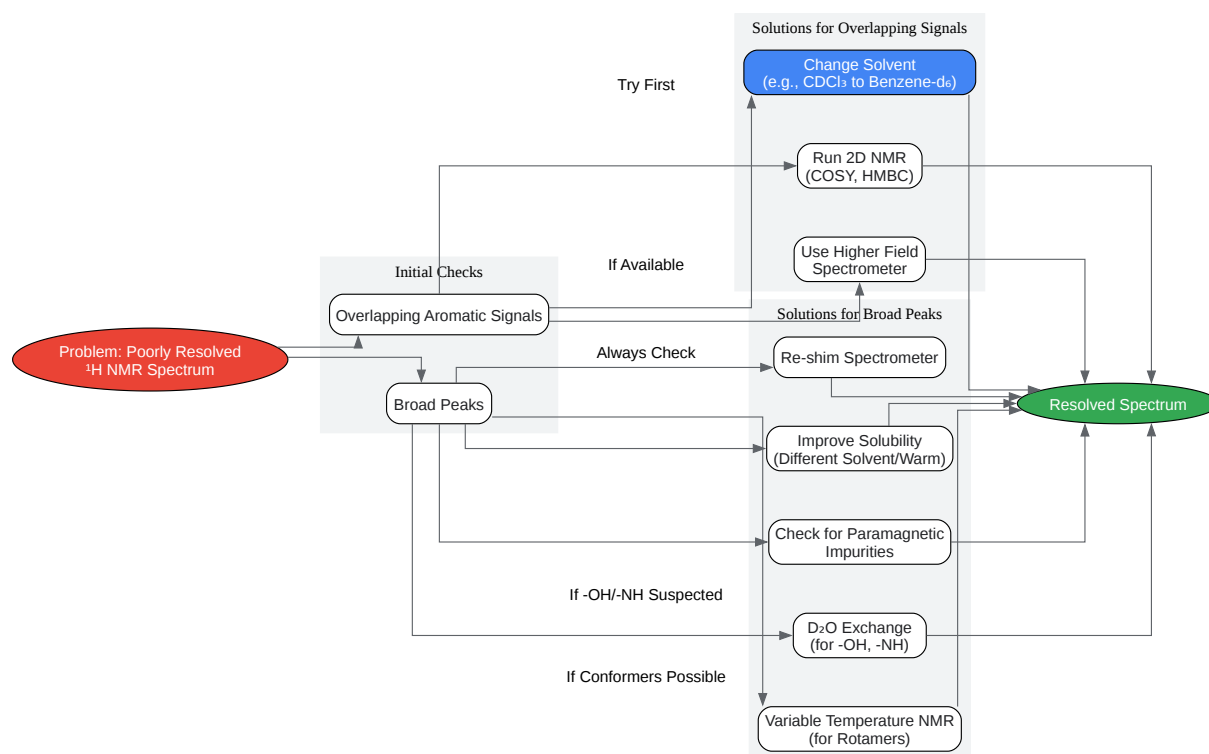 Solutions for Overlapping Signals
Change Solvent
(e.g., CDCl₃ to Benzene-d₆)
Try First
Run 2D NMR
(COSY, HMBC)
Use Higher Field
Spectrometer
If Available
Initial Checks
Overlapping Aromatic Signals
Solutions for Broad Peaks
Problem: Poorly Resolved
¹H NMR Spectrum
Always Check
Re-shim Spectrometer
Broad Peaks
Resolved Spectrum
Improve Solubility
(Different Solvent/Warm)
Check for Paramagnetic
Impurities
If -OH/-NH Suspected
D₂O Exchange
(for -OH, -NH)
If Conformers Possible
Variable Temperature NMR
(for Rotamers)